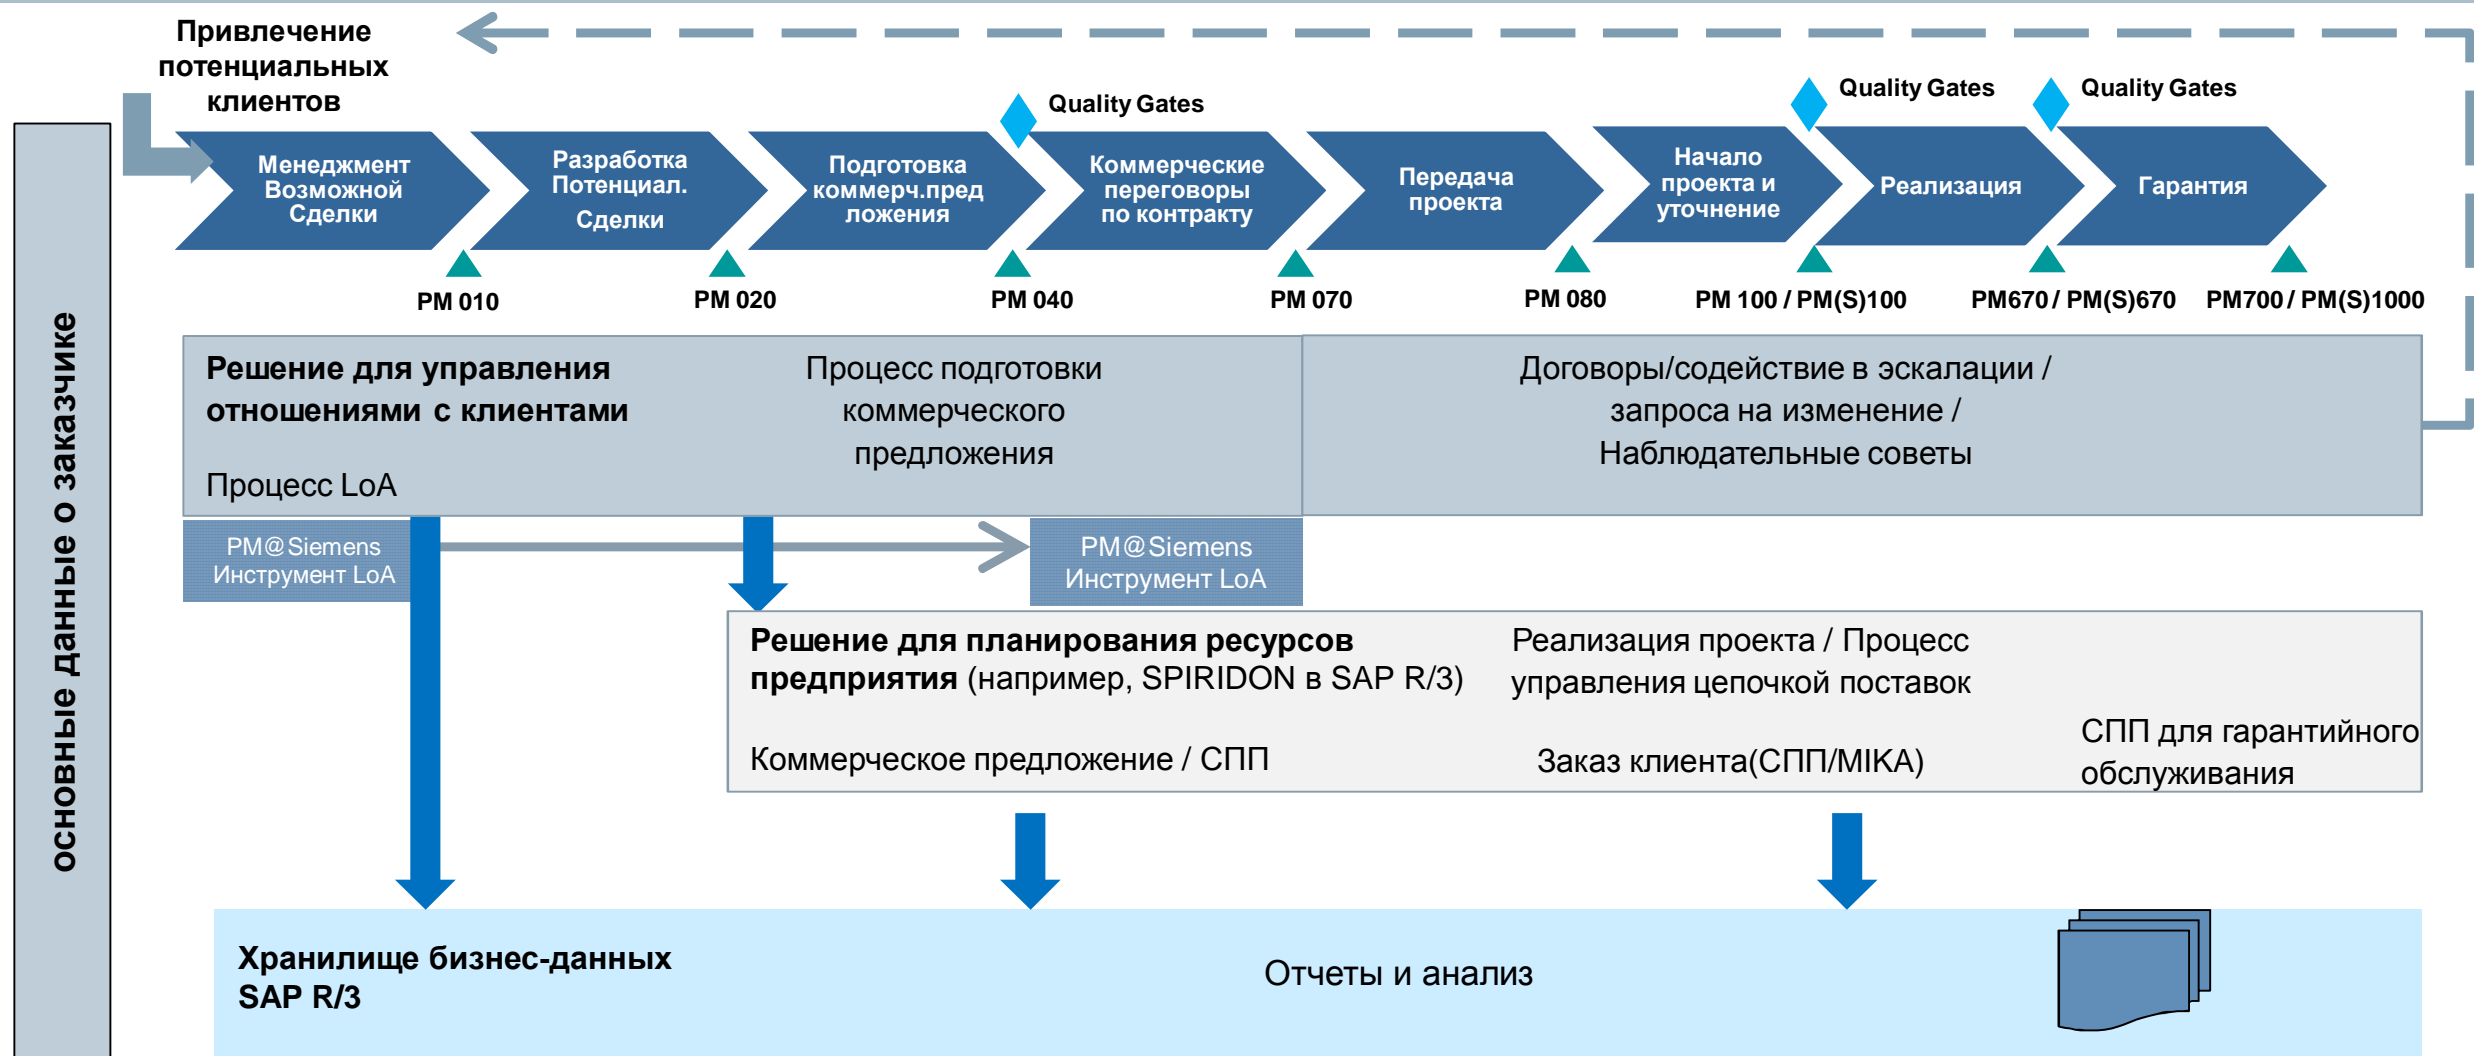 Привлечение
потенциальных
клиентов
Quality Gates
Quality Gates
Quality Gates
Менеджмент
Возможной
Сделки
Разработка
Потенциал.
Сделки
Подготовка
коммерч.пред
ложения
Коммерческие
переговоры
по контракту
Передача
проекта
Начало
проекта и
уточнение
Реализация
Гарантия
PM 010
PM 020
PM 040
PM 070
PM 080
PM 100 / PM(S)100
PM670 / PM(S)670
PM700 / PM(S)1000
основные данные о заказчике
Решение для управления
отношениями с клиентами
Процесс LoA
Процесс подготовки
коммерческого
предложения
Договоры/содействие в эскалации /
запроса на изменение /
Наблюдательные советы
PM@Siemens
Инструмент LoA
PM@Siemens
Инструмент LoA
Решение для планирования ресурсов
предприятия (например, SPIRIDON в SAP R/3)
Коммерческое предложение / СПП
Реализация проекта / Процесс
управления цепочкой поставок
Заказ клиента(СПП/MIKA)
СПП для гарантийного
обслуживания
Хранилище бизнес-данных
SAP R/3
Отчеты и анализ